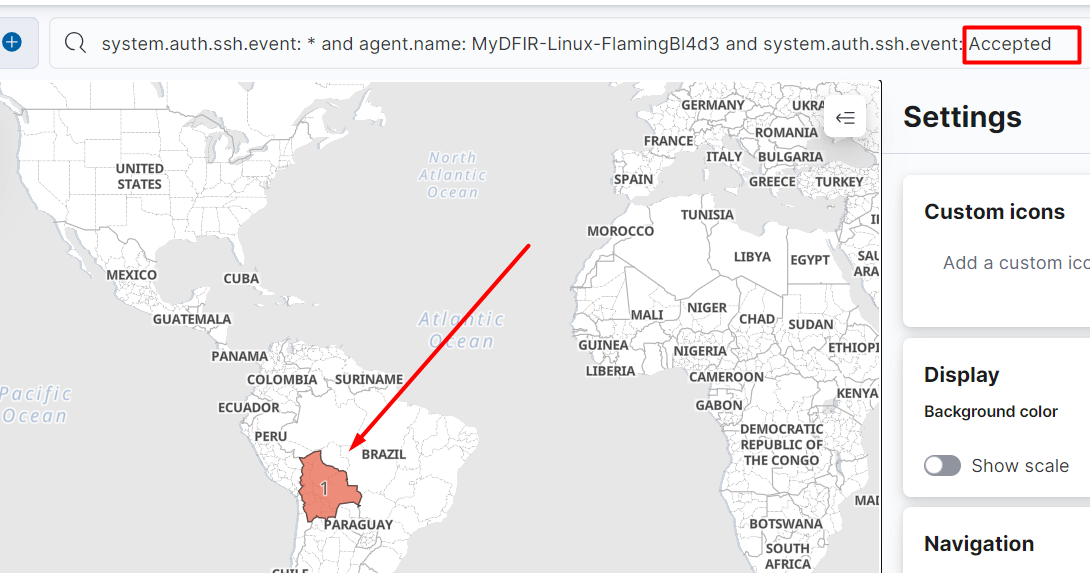 system.auth.ssh.event: * and agent.name: MyDFIR-Linux-FlamingBl4d3 and system.auth.ssh.event: Accepted
Settings
Custom icons
Add a custom ico
Display
Background color
Show scale
Navigation
UNITED
STATES
North
Atlantic
Ocean
GERMANY
UKRA
FRANCE
ROMANIA
ITALY
BULGARIA
SPAIN
GREECE
TURKEY
TUNISIA
MOROCCO
LIBYA
EGYPT
SAU
ARA
MEXICO
CUBA
GUATEMALA
Atlantic
Ocean
MALI
NIGER
CHAD
SUDAN
GUINEA
NIGERIA
ETHIOPI
LIBERIA
CAMEROON
PANAMA
COLOMBIA
SURINAME
Pacific
Ocean
ECUADOR
GABON
KENYA
PERU
BRAZIL
DEMOCRATIC
REPUBLIC OF
THE CONGO
1
PARAGUAY
MAI
BOTSWANA
SOUTH
AFRICA
CHILE